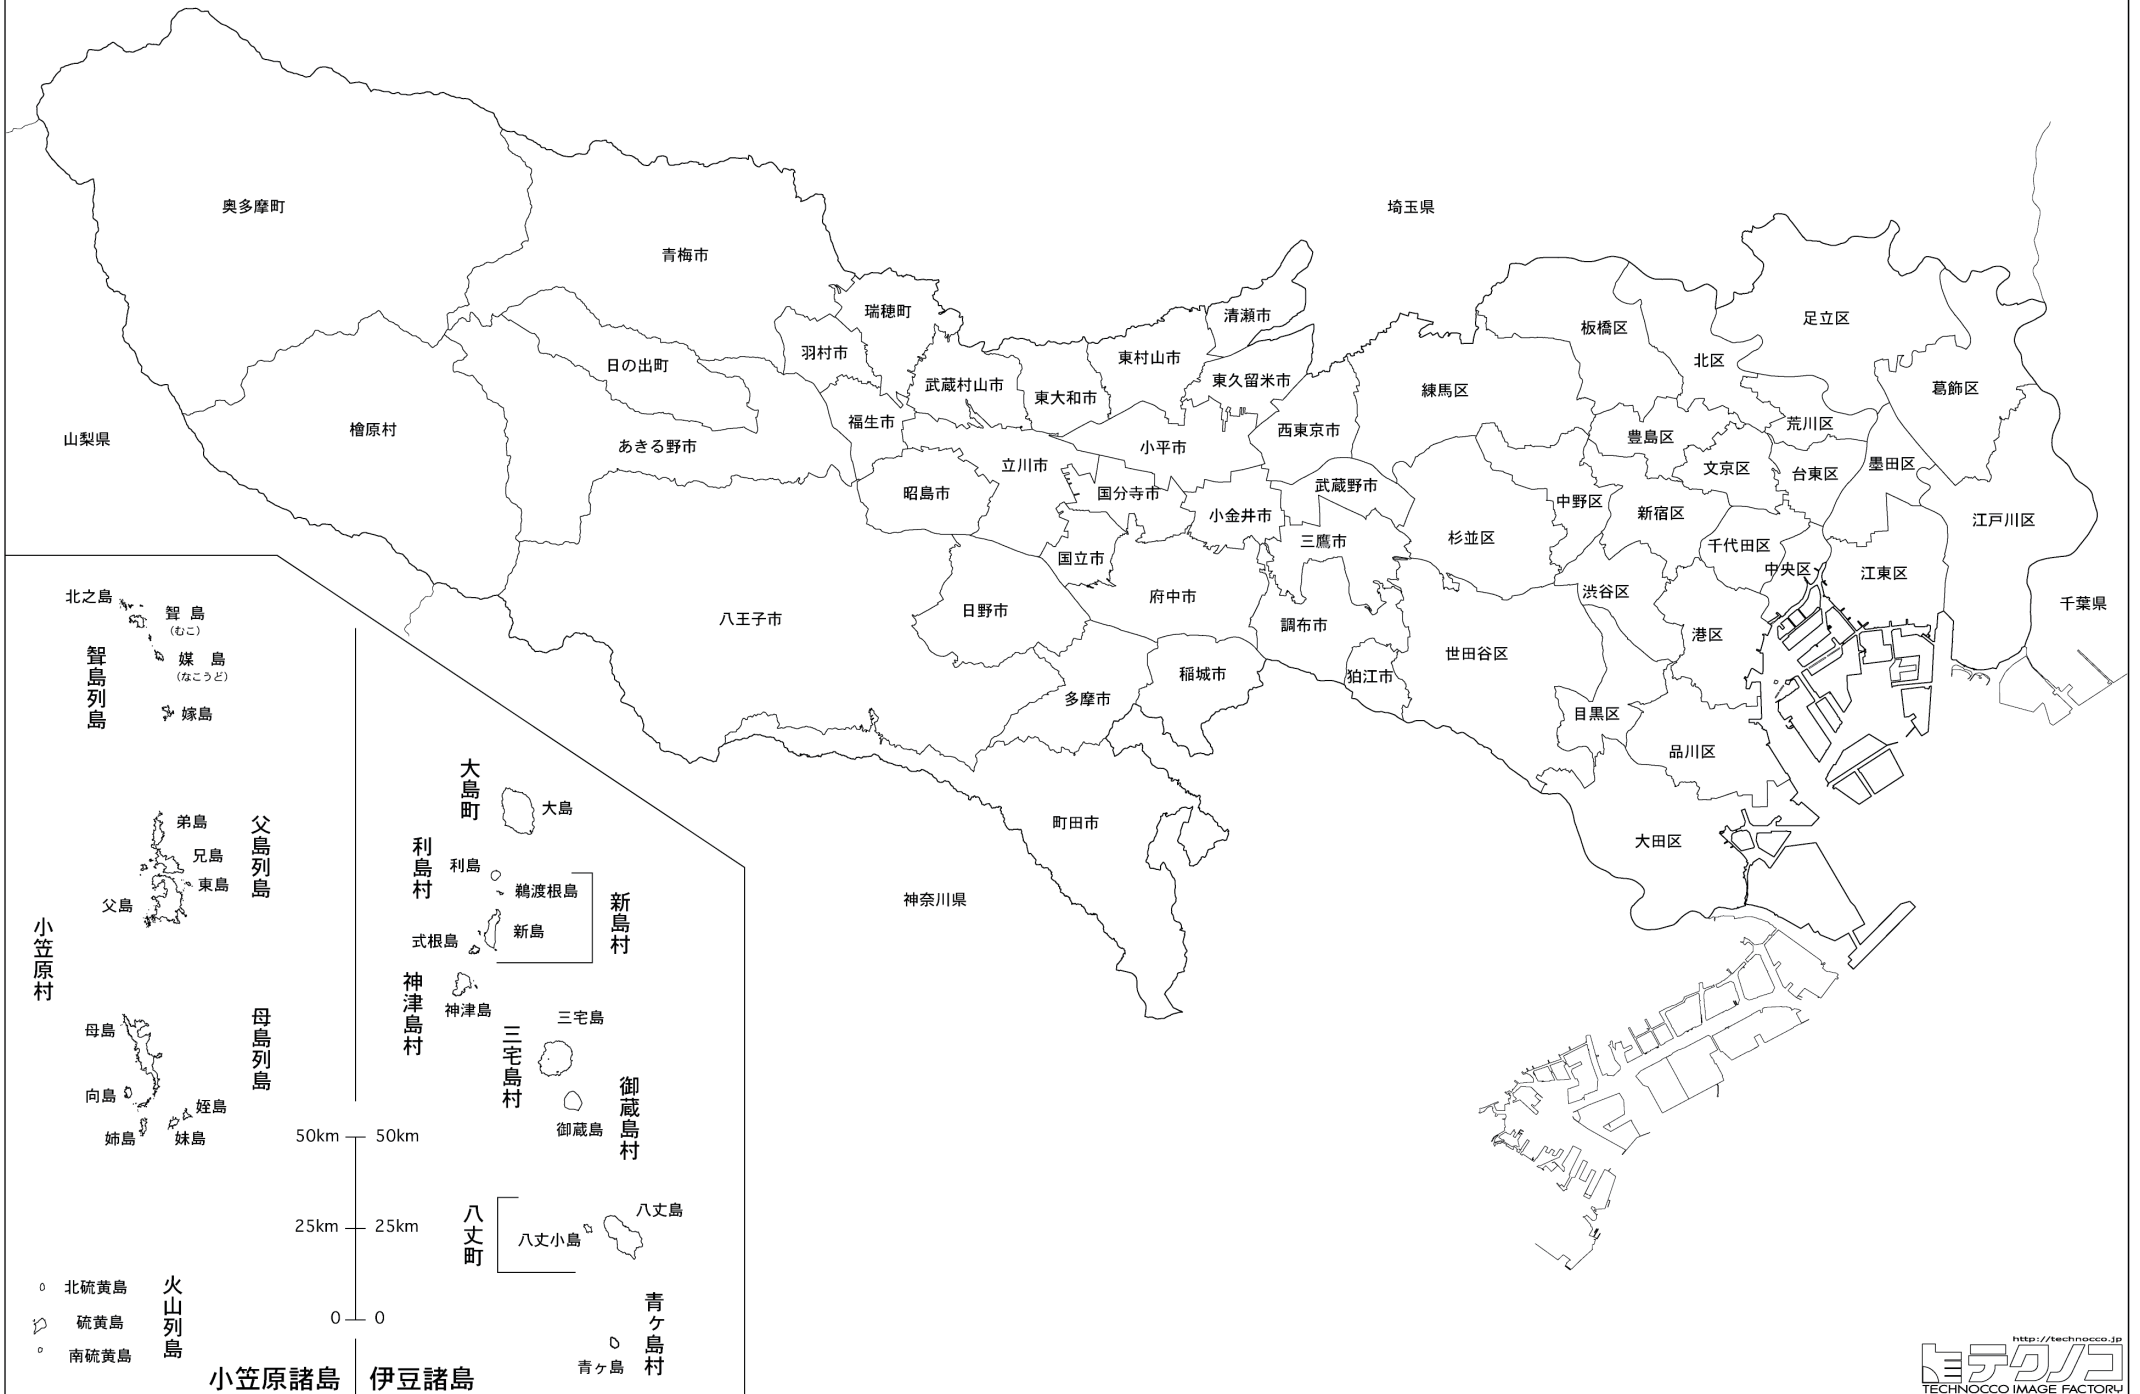 奥多摩町
埼玉県
青梅市
瑞穂町
清瀬市
足立区
板橋区
羽村市
東村山市
北区
日の出町
武蔵村山市
東大和市
東久留米市
練馬区
葛飾区
山梨県
檜原村
福生市
あきる野市
小平市
西東京市
豊島区
荒川区
立川市
文京区
台東区
墨田区
昭島市
国分寺市
武蔵野市
中野区
小金井市
新宿区
江戸川区
三鷹市
杉並区
千代田区
国立市
中央区
江東区
八王子市
日野市
府中市
調布市
渋谷区
港区
千葉県
世田谷区
稲城市
狛江市
多摩市
目黒区
品川区
町田市
大田区
神奈川県
北之島
聟島
(むこ)
聟島列島
媒島
(なこうど)
嫁島
弟島
父島列島
兄島
東島
父島
小笠原村
母島
母島列島
向島
姪島
姉島
妹島
北硫黄島
火山列島
硫黄島
南硫黄島
小笠原諸島
50km
50km
25km
25km
0
0
大島町
大島
利島村
利島
鵜渡根島
新島村
新島
式根島
神津島村
神津島
三宅島
三宅島村
御蔵島村
御蔵島
八丈町
八丈島
八丈小島
青ヶ島村
青ヶ島
伊豆諸島
http://technocco.jp
テクノコ
TECHNOCCO IMAGE FACTORY